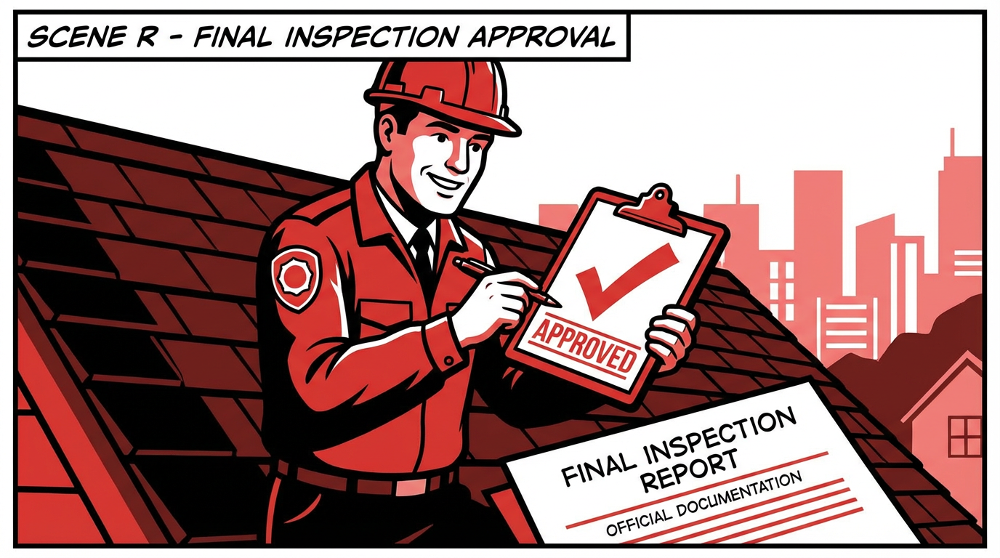 SCENE R - FINAL INSPECTION APPROVAL
APPROVED
FINAL INSPECTION
REPORT
OFFICIAL DOCUMENTATION